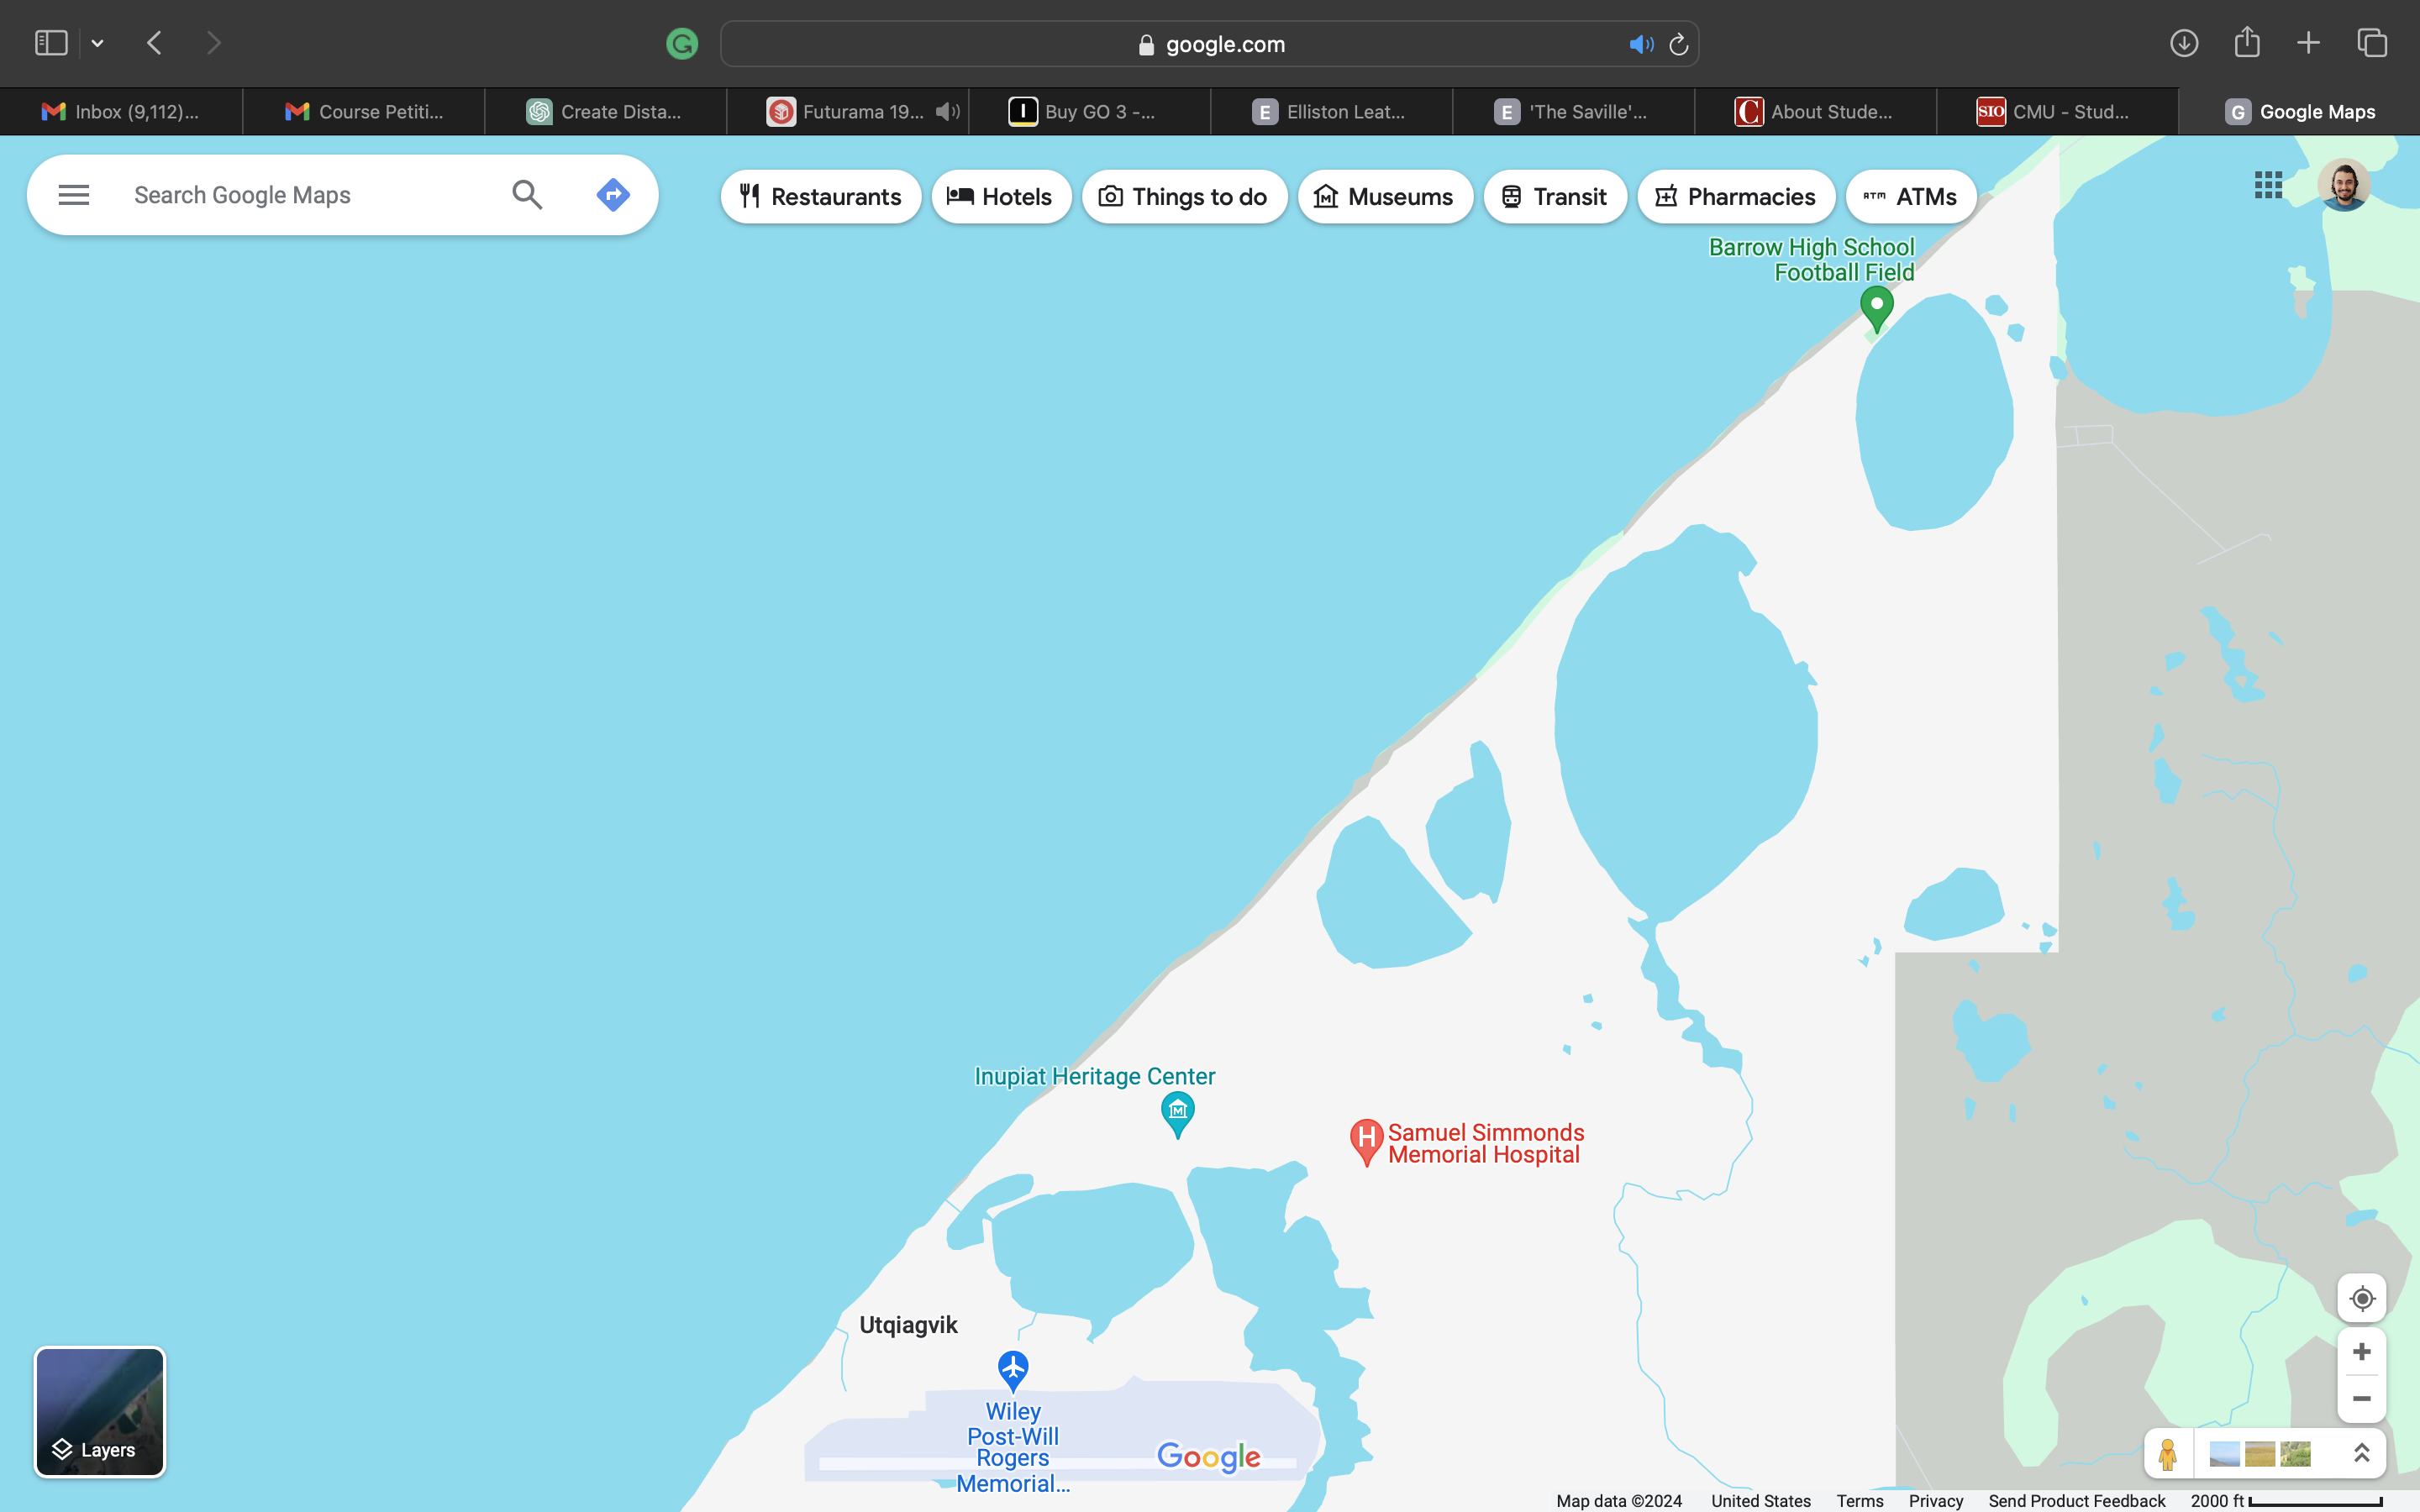 google.com
Inbox (9,112)...
Course Petiti...
Create Dista...
Futurama 19...
Buy GO 3 -...
E
Elliston Leat...
E
'The Saville'...
C
About Stude...
SIO
CMU - Stud...
G
Google Maps
Search Google Maps
Restaurants
Hotels
Things to do
Museums
Transit
Pharmacies
ATM
ATMs
Barrow High School
Football Field
Inupiat Heritage Center
M
H
Samuel Simmonds
Memorial Hospital
Utqiagvik
Wiley
Post-Will
Rogers
Memorial...
Google
Layers
Map data ©2024
United States
Terms
Privacy
Send Product Feedback
2000 ft